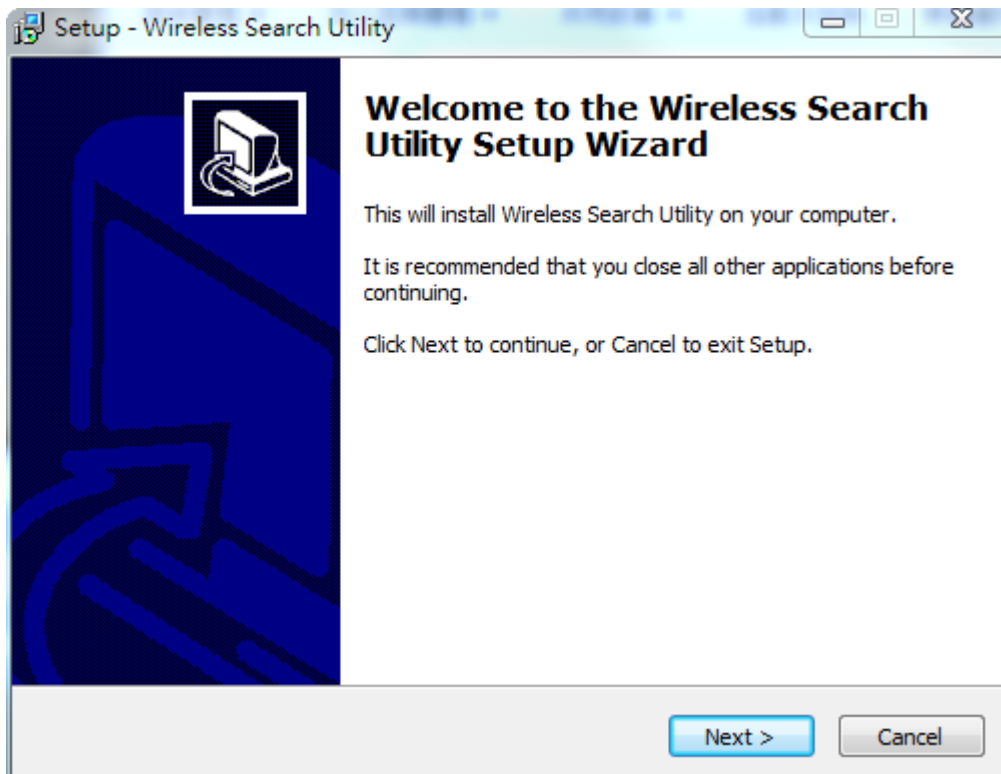 Setup - Wireless Search Utility
Welcome to the Wireless Search
Utility Setup Wizard
This will install Wireless Search Utility on your computer.
It is recommended that you close all other applications before
continuing.
Click Next to continue, or Cancel to exit Setup.
Next >
Cancel